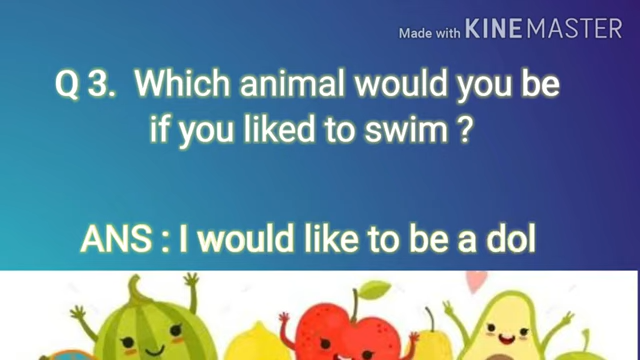 Made with KINEMASTER
Q 3. Which animal would you be
if you liked to swim ?
ANS : I would like to be a dol